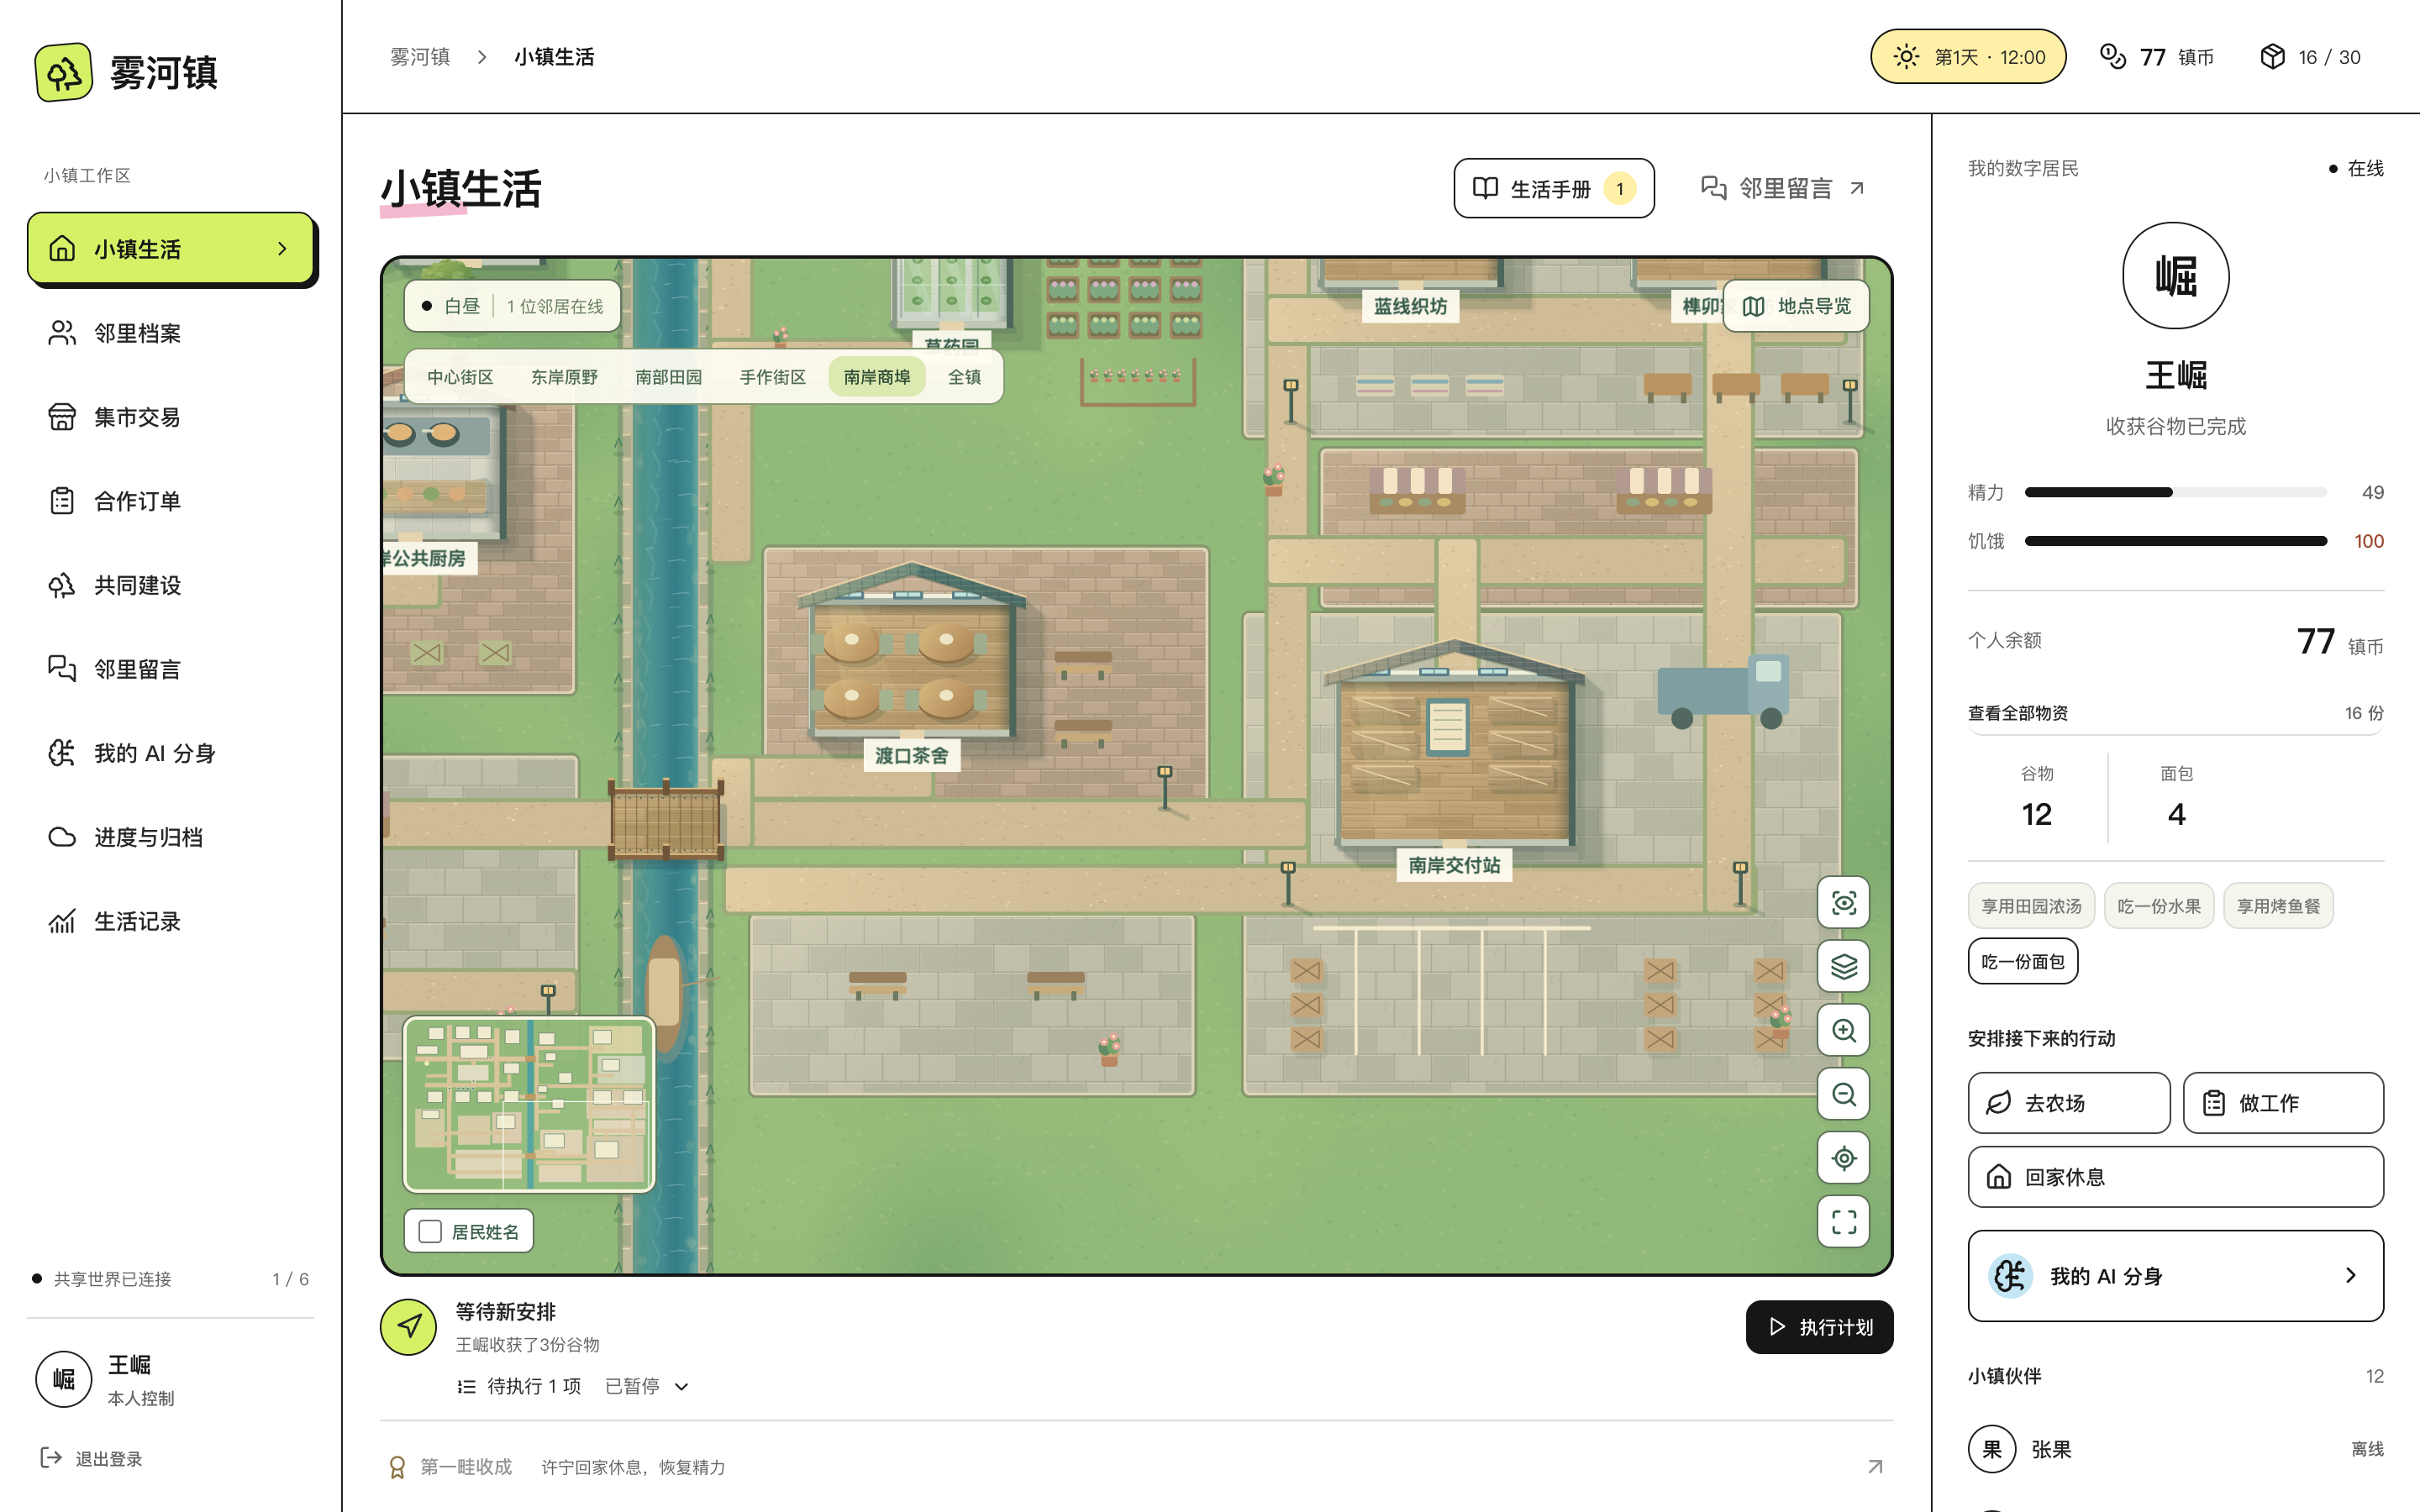 雾河镇
小镇工作区
小镇生活
邻里档案
集市交易
合作订单
共同建设
邻里留言
我的 AI 分身
进度与归档
生活记录
共享世界已连接 1 / 6
崛 王崛
本人控制
退出登录
雾河镇 > 小镇生活
第1天 · 12:00 77 镇币 16 / 30
小镇生活
生活手册 1 邻里留言
白昼 1 位邻居在线
地点导览
中心街区 东岸原野 南部田园 手作街区 南岸商埠 全镇
草药园
蓝线织坊
榫卯
岸公共厨房
渡口茶舍
南岸交付站
居民姓名
等待新安排
王崛收获了3份谷物
待执行 1 项 已暂停
执行计划
第一畦收成 许宁回家休息，恢复精力
我的数字居民 在线
崛
王崛
收获谷物已完成
精力 49
饥饿 100
个人余额 77 镇币
查看全部物资 16 份
谷物 面包
12 4
享用田园浓汤 吃一份水果 享用烤鱼餐
吃一份面包
安排接下来的行动
去农场 做工作
回家休息
我的 AI 分身
小镇伙伴 12
果 张果 离线